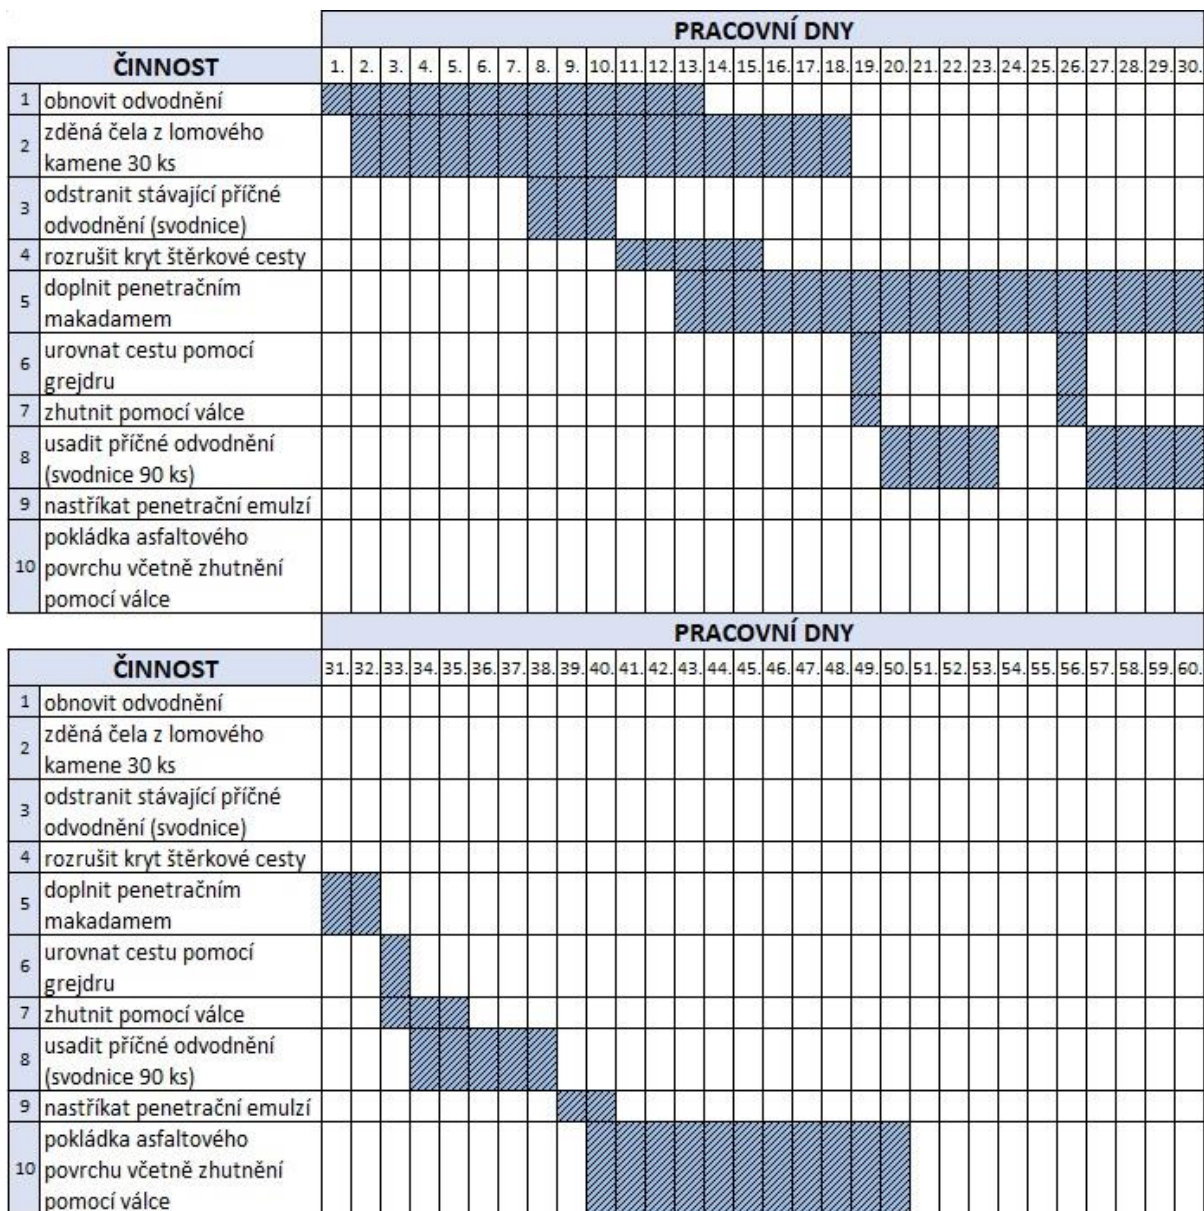 PRACOVNÍ DNY
ČINNOST 1. 2. 3. 4. 5. 6. 7. 8. 9. 10. 11. 12. 13. 14. 15. 16. 17. 18. 19. 20. 21. 22. 23. 24. 25. 26. 27. 28. 29. 30.
1 obnovit odvodnění
2 zděná čela z lomového
kamene 30 ks
3 odstranit stávající příčné
odvodnění (svodnice)
4 rozrušit kryt štěrkové cesty
5 doplnit penetračním
makadamem
6 urovnat cestu pomocí
grejdru
7 zhutnit pomocí válce
8 usadit příčné odvodnění
(svodnice 90 ks)
9 nastříkat penetrační emulzí
pokládka asfaltového
10 povrchu včetně zhutnění
pomocí válce
PRACOVNÍ DNY
ČINNOST 31. 32. 33. 34. 35. 36. 37. 38. 39. 40. 41. 42. 43. 44. 45. 46. 47. 48. 49. 50. 51. 52. 53. 54. 55. 56. 57. 58. 59. 60.
1 obnovit odvodnění
2 zděná čela z lomového
kamene 30 ks
3 odstranit stávající příčné
odvodnění (svodnice)
4 rozrušit kryt štěrkové cesty
5 doplnit penetračním
makadamem
6 urovnat cestu pomocí
grejdru
7 zhutnit pomocí válce
8 usadit příčné odvodnění
(svodnice 90 ks)
9 nastříkat penetrační emulzí
pokládka asfaltového
10 povrchu včetně zhutnění
pomocí válce